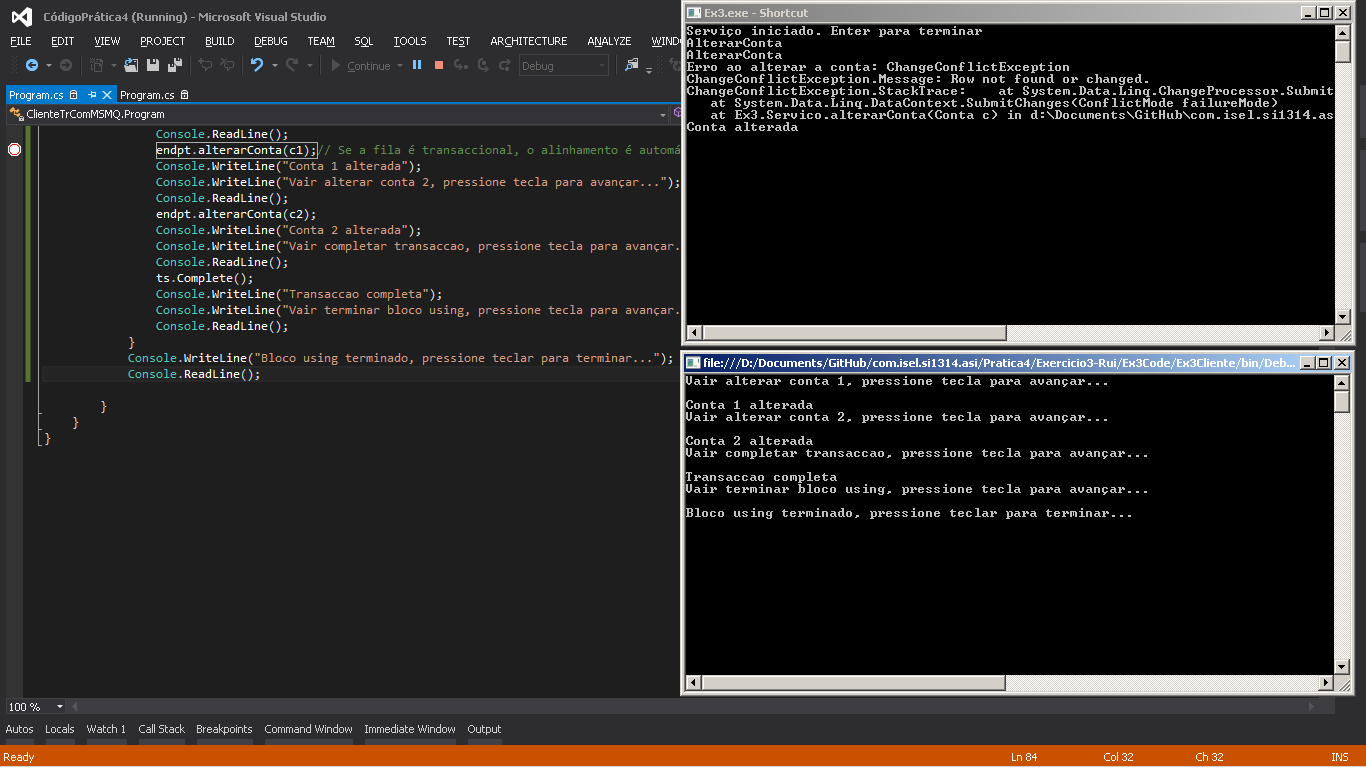 CódigoPrática4 (Running) - Microsoft Visual Studio
FILE EDIT VIEW PROJECT BUILD DEBUG TEAM SQL TOOLS TEST ARCHITECTURE ANALYZE WIND
Continue Debug
Program.cs Program.cs
ClienteTrComMSMQ.Program
Console.ReadLine();
endpt.alterarConta(c1);// Se a fila é transaccional, o alinhamento é automá
Console.WriteLine("Conta 1 alterada");
Console.WriteLine("Vair alterar conta 2, pressione tecla para avançar...");
Console.ReadLine();
endpt.alterarConta(c2);
Console.WriteLine("Conta 2 alterada");
Console.WriteLine("Vair completar transaccao, pressione tecla para avançar.
Console.ReadLine();
ts.Complete();
Console.WriteLine("Transaccao completa");
Console.WriteLine("Vair terminar bloco using, pressione tecla para avançar.
Console.ReadLine();
}
Console.WriteLine("Bloco using terminado, pressione teclar para terminar...");
Console.ReadLine();
}
}
}
100 %
Autos Locals Watch 1 Call Stack Breakpoints Command Window Immediate Window Output
Ready Ln 84 Col 32 Ch 32 INS
Ex3.exe - Shortcut
Serviço iniciado. Enter para terminar
AlterarConta
AlterarConta
Erro ao alterar a conta: ChangeConflictException
ChangeConflictException.Message: Row not found or changed.
ChangeConflictException.StackTrace:    at System.Data.Linq.ChangeProcessor.Submit
at System.Data.Linq.DataContext.SubmitChanges(ConflictMode failureMode)
at Ex3.Servico.alterarConta(Conta c) in d:\Documents\GitHub\com.isel.si1314.as
Conta alterada
file:///D:/Documents/GitHub/com.isel.si1314.asi/Pratica4/Exercicio3-Rui/Ex3Code/Ex3Cliente/bin/Deb...
Vair alterar conta 1, pressione tecla para avançar...
Conta 1 alterada
Vair alterar conta 2, pressione tecla para avançar...
Conta 2 alterada
Vair completar transaccao, pressione tecla para avançar...
Transaccao completa
Vair terminar bloco using, pressione tecla para avançar...
Bloco using terminado, pressione teclar para terminar...